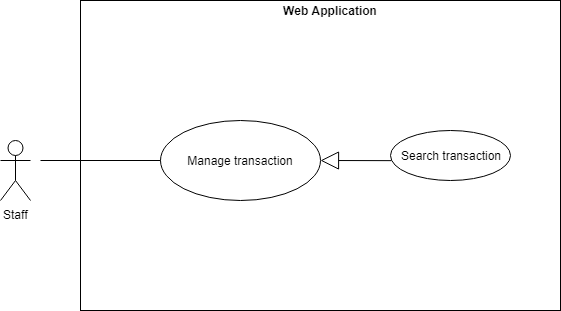 Web Application
Manage transaction
Search transaction
Staff